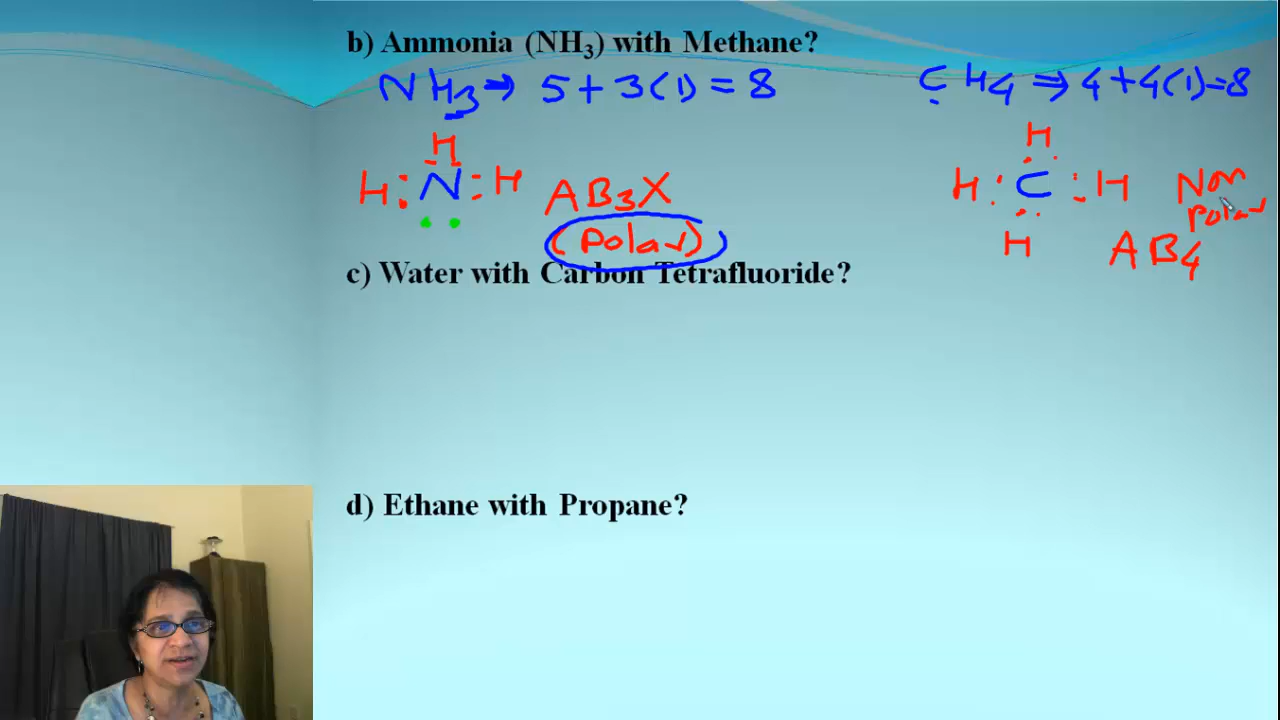 b) Ammonia (NH₃) with Methane?
NH₃ → 5 + 3(1) = 8
CH₄ ⇒ 4 + 4(1) = 8
H
H : N : H
AB₃X
(Polar)
H
H : C : H
H
Non
Polar
AB₄
c) Water with Carbon Tetrafluoride?
d) Ethane with Propane?